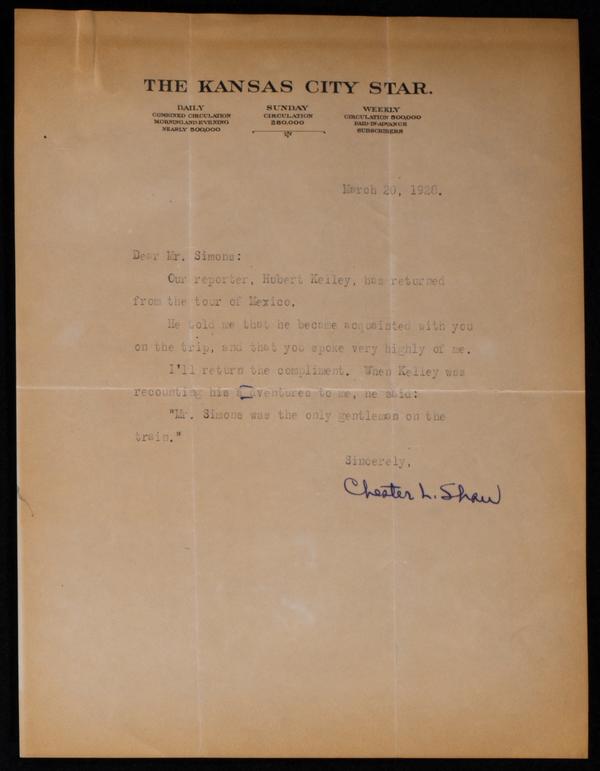 THE KANSAS CITY STAR.
DAILY
COMBINED CIRCULATION
MORNING AND EVENING
NEARLY 500,000
SUNDAY
CIRCULATION
280,000
WEEKLY
CIRCULATION 500,000
PAID-IN-ADVANCE
SUBSCRIBERS
March 20, 1928.
Dear Mr. Simons:
Our reporter, Hubert Kelley, has returned
from the tour of Mexico.
He told me that he became acquainted with you
on the trip, and that you spoke very highly of me.
I'll return the compliment. When Kelley was
recounting his adventures to me, he said:
"Mr. Simons was the only gentleman on the
train."
Sincerely,
Chester L. Shaw